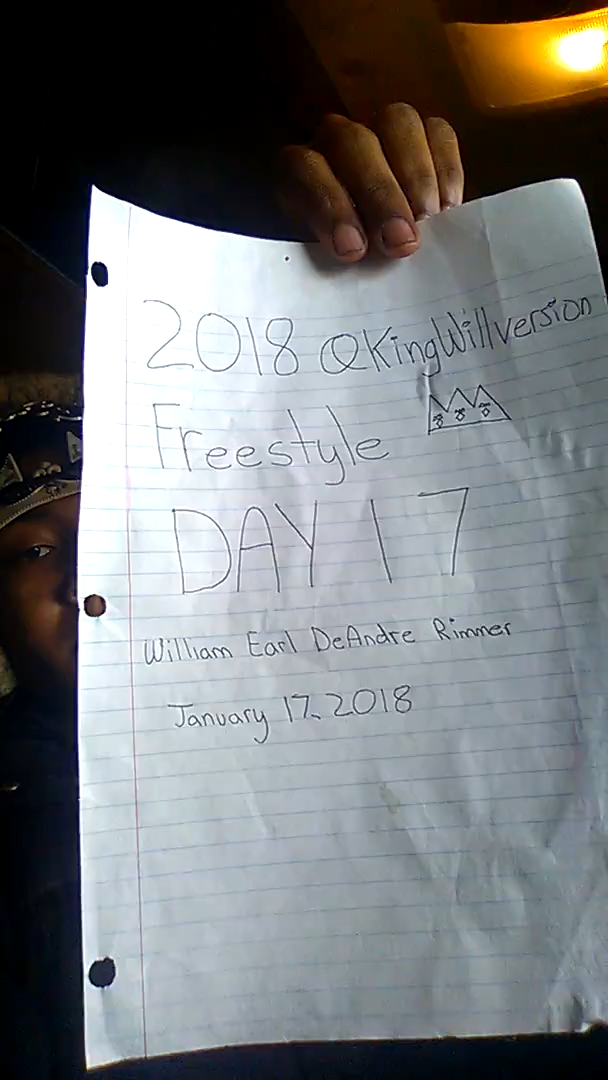 2018 @KingWillversion
Freestyle
DAY 17
William Earl DeAndre Rimmer
January 17, 2018